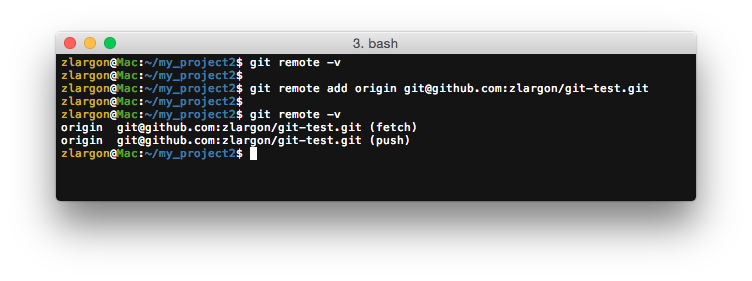 3. bash
zlargon@Mac:~/my_project2$ git remote -v
zlargon@Mac:~/my_project2$
zlargon@Mac:~/my_project2$ git remote add origin git@github.com:zlargon/git-test.git
zlargon@Mac:~/my_project2$
zlargon@Mac:~/my_project2$ git remote -v
origin  git@github.com:zlargon/git-test.git (fetch)
origin  git@github.com:zlargon/git-test.git (push)
zlargon@Mac:~/my_project2$